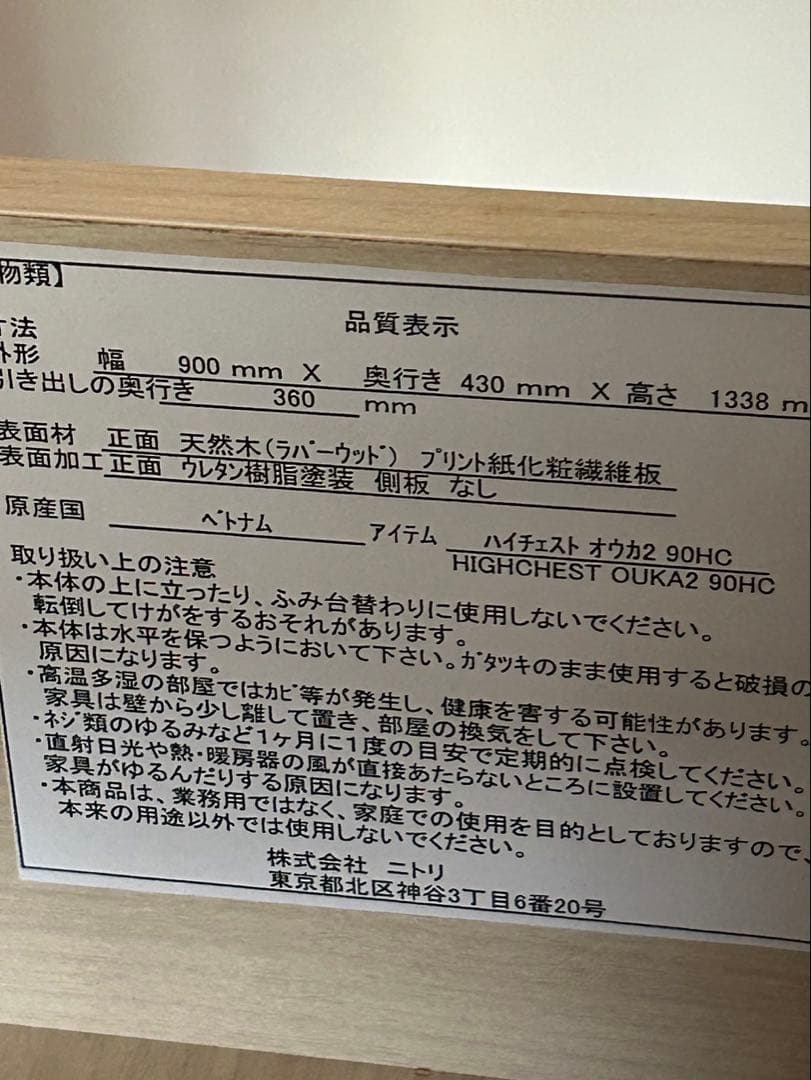 物類】
品質表示
寸法
外形 幅 900 mm X 奥行き 430 mm X 高さ 1338 m
引き出しの奥行き 360 mm
表面材 正面 天然木(ﾗﾊﾞｰｳｯﾄﾞ) プリント紙化粧繊維板
表面加工 正面 ウレタン樹脂塗装 側板 なし
原産国 ﾍﾞﾄﾅﾑ アイテム ハイチェスト オウカ2 90HC
HIGHCHEST OUKA2 90HC
取り扱い上の注意
・本体の上に立ったり、ふみ台替わりに使用しないでください。
転倒してけがをするおそれがあります。
・本体は水平を保つようにおいて下さい。ｶﾞﾀﾂｷのまま使用すると破損の
原因になります。
・高温多湿の部屋ではｶﾋﾞ等が発生し、健康を害する可能性があります。
家具は壁から少し離して置き、部屋の換気をして下さい。
・ﾈｼﾞ類のゆるみなど1ヶ月に1度の目安で定期的に点検してください。
・直射日光や熱・暖房器の風が直接あたらないところに設置してください。
家具がゆるんだりする原因になります。
・本商品は、業務用ではなく、家庭での使用を目的としておりますので、
本来の用途以外では使用しないでください。
株式会社 ニトリ
東京都北区神谷3丁目6番20号